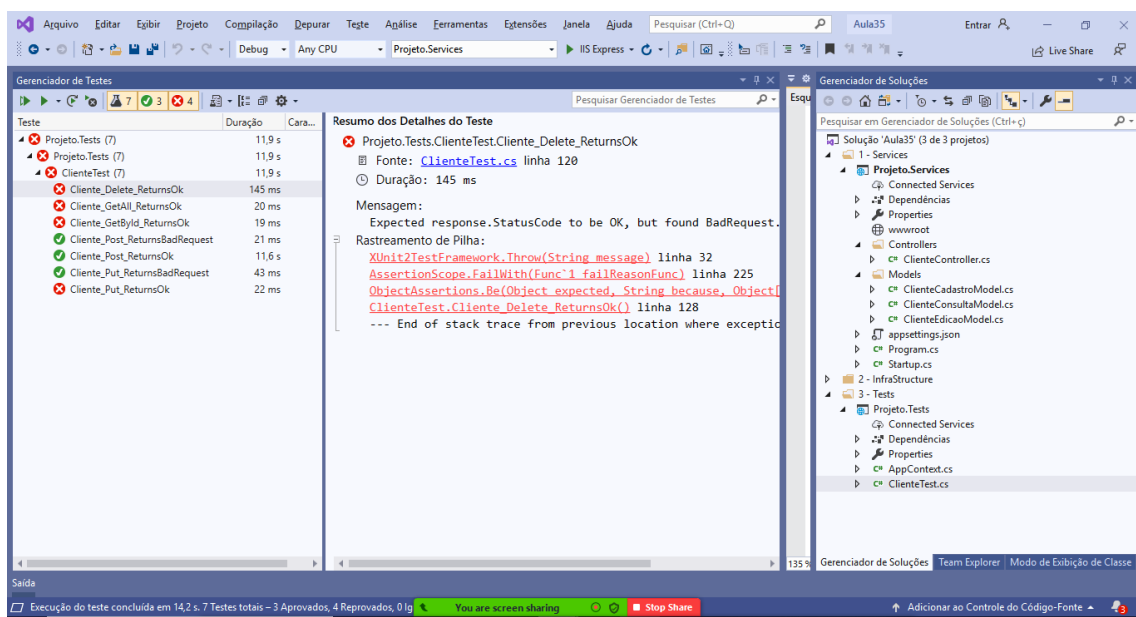 Arquivo Editar Exibir Projeto Compilação Depurar Teste Análise Ferramentas Extensões Janela Ajuda Pesquisar (Ctrl+Q) Aula35 Entrar
Debug Any CPU Projeto.Services IIS Express Live Share
Gerenciador de Testes
7 3 4 Pesquisar Gerenciador de Testes
Teste Duração Cara...
Projeto.Tests (7) 11,9 s
Projeto.Tests (7) 11,9 s
ClienteTest (7) 11,9 s
Cliente_Delete_ReturnsOk 145 ms
Cliente_GetAll_ReturnsOk 20 ms
Cliente_GetById_ReturnsOk 19 ms
Cliente_Post_ReturnsBadRequest 21 ms
Cliente_Post_ReturnsOk 11,6 s
Cliente_Put_ReturnsBadRequest 43 ms
Cliente_Put_ReturnsOk 22 ms
Resumo dos Detalhes do Teste
Projeto.Tests.ClienteTest.Cliente_Delete_ReturnsOk
Fonte: ClienteTest.cs linha 120
Duração: 145 ms
Mensagem:
Expected response.StatusCode to be OK, but found BadRequest.
Rastreamento de Pilha:
XUnit2TestFramework.Throw(String message) linha 32
AssertionScope.FailWith(Func`1 failReasonFunc) linha 225
ObjectAssertions.Be(Object expected, String because, Object[
ClienteTest.Cliente_Delete_ReturnsOk() linha 128
--- End of stack trace from previous location where exceptic
Esqu
135 %
Gerenciador de Soluções
Pesquisar em Gerenciador de Soluções (Ctrl+ç)
Solução 'Aula35' (3 de 3 projetos)
1 - Services
Projeto.Services
Connected Services
Dependências
Properties
wwwroot
Controllers
C# ClienteController.cs
Models
C# ClienteCadastroModel.cs
C# ClienteConsultaModel.cs
C# ClienteEdicaoModel.cs
appsettings.json
C# Program.cs
C# Startup.cs
2 - InfraStructure
3 - Tests
Projeto.Tests
Connected Services
Dependências
Properties
C# AppContext.cs
C# ClienteTest.cs
Gerenciador de Soluções Team Explorer Modo de Exibição de Classe
Saída
Execução do teste concluída em 14,2 s. 7 Testes totais – 3 Aprovados, 4 Reprovados, 0 Ig You are screen sharing Stop Share Adicionar ao Controle do Código-Fonte 3